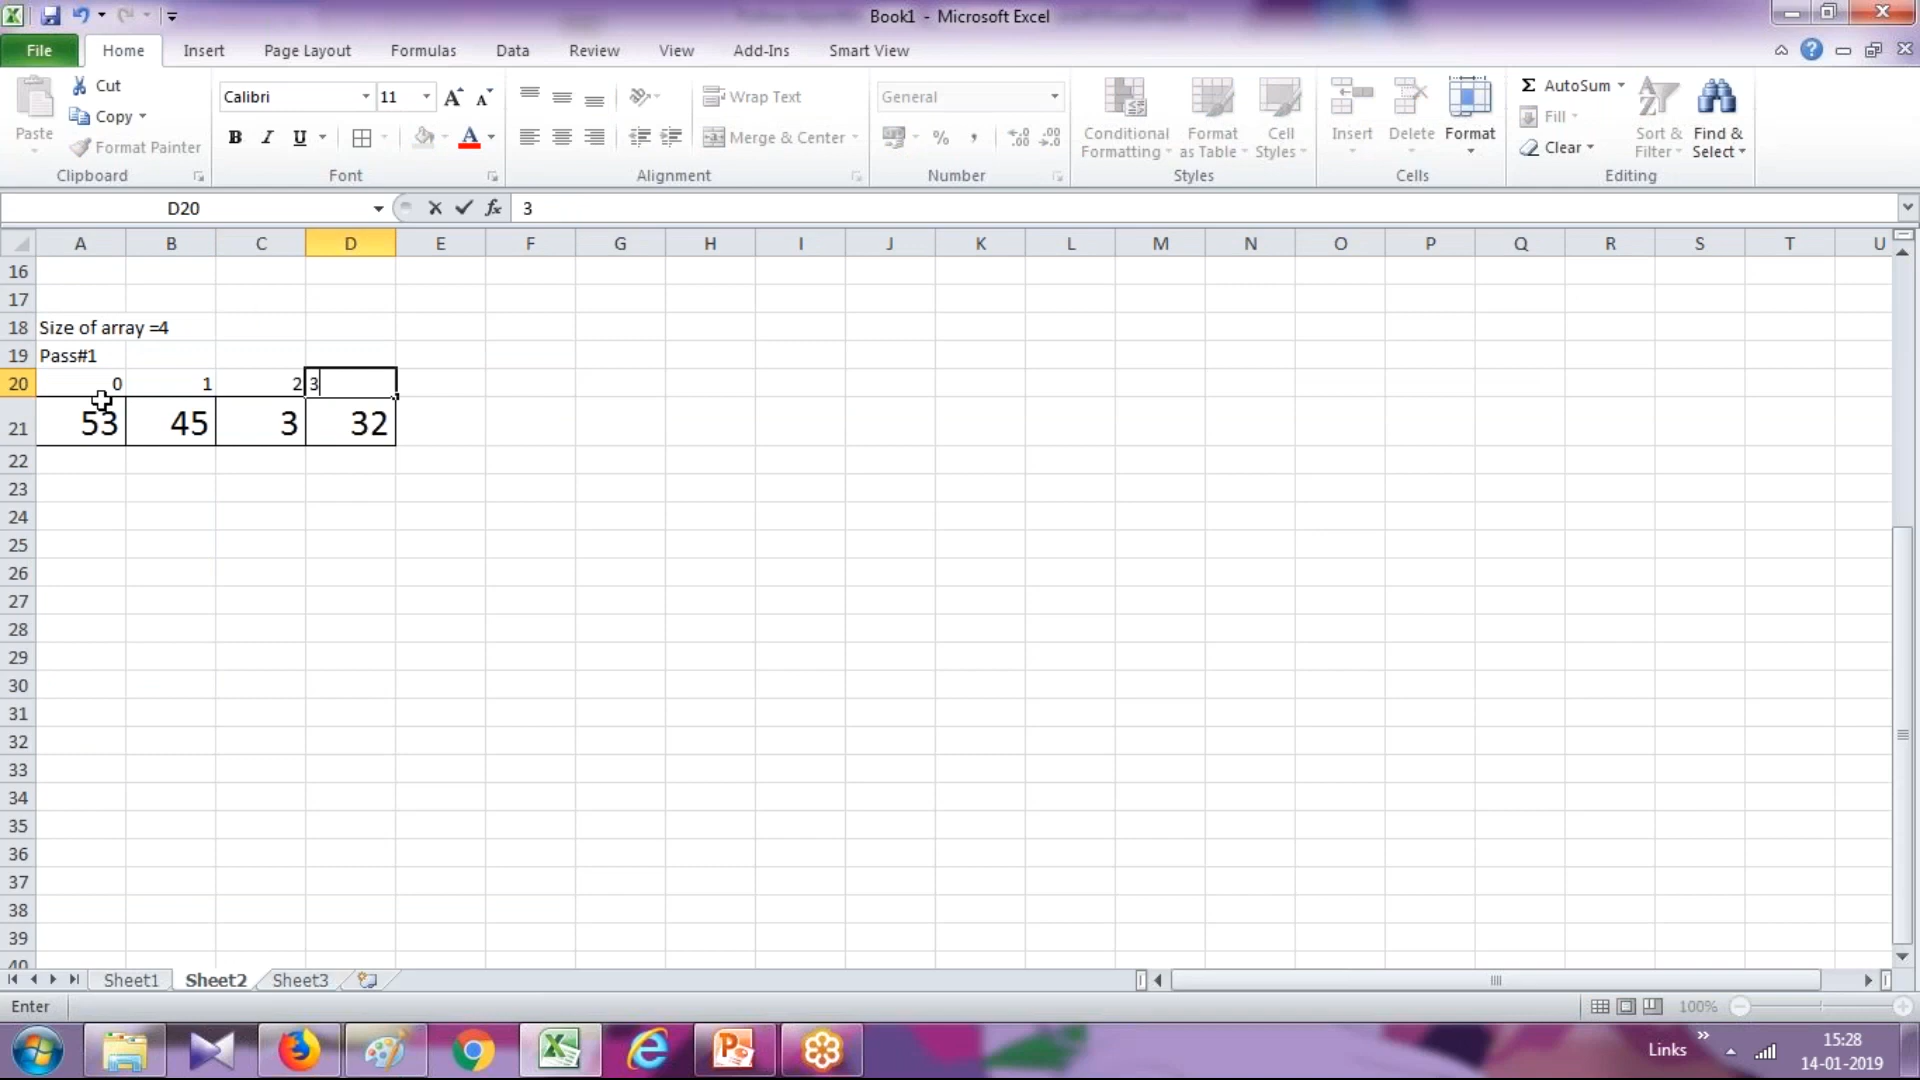 Book1 - Microsoft Excel
File Home Insert Page Layout Formulas Data Review View Add-Ins Smart View
Paste
Cut
Copy
Format Painter
Clipboard
Calibri 11
B I U A
Font
Wrap Text
Merge & Center
Alignment
General
% ,
Number
Conditional Formatting
Format as Table
Cell Styles
Styles
Insert Delete Format
Cells
Σ AutoSum
Fill
Clear
Sort & Filter
Find & Select
Editing
D20 fx 3
A B C D E F G H I J K L M N O P Q R S T U
16
17
18 Size of array =4
19 Pass#1
20 0 1 2 3
21 53 45 3 32
22
23
24
25
26
27
28
29
30
31
32
33
34
35
36
37
38
39
40
Sheet1 Sheet2 Sheet3
Enter 100%
Links » 15:28
14-01-2019